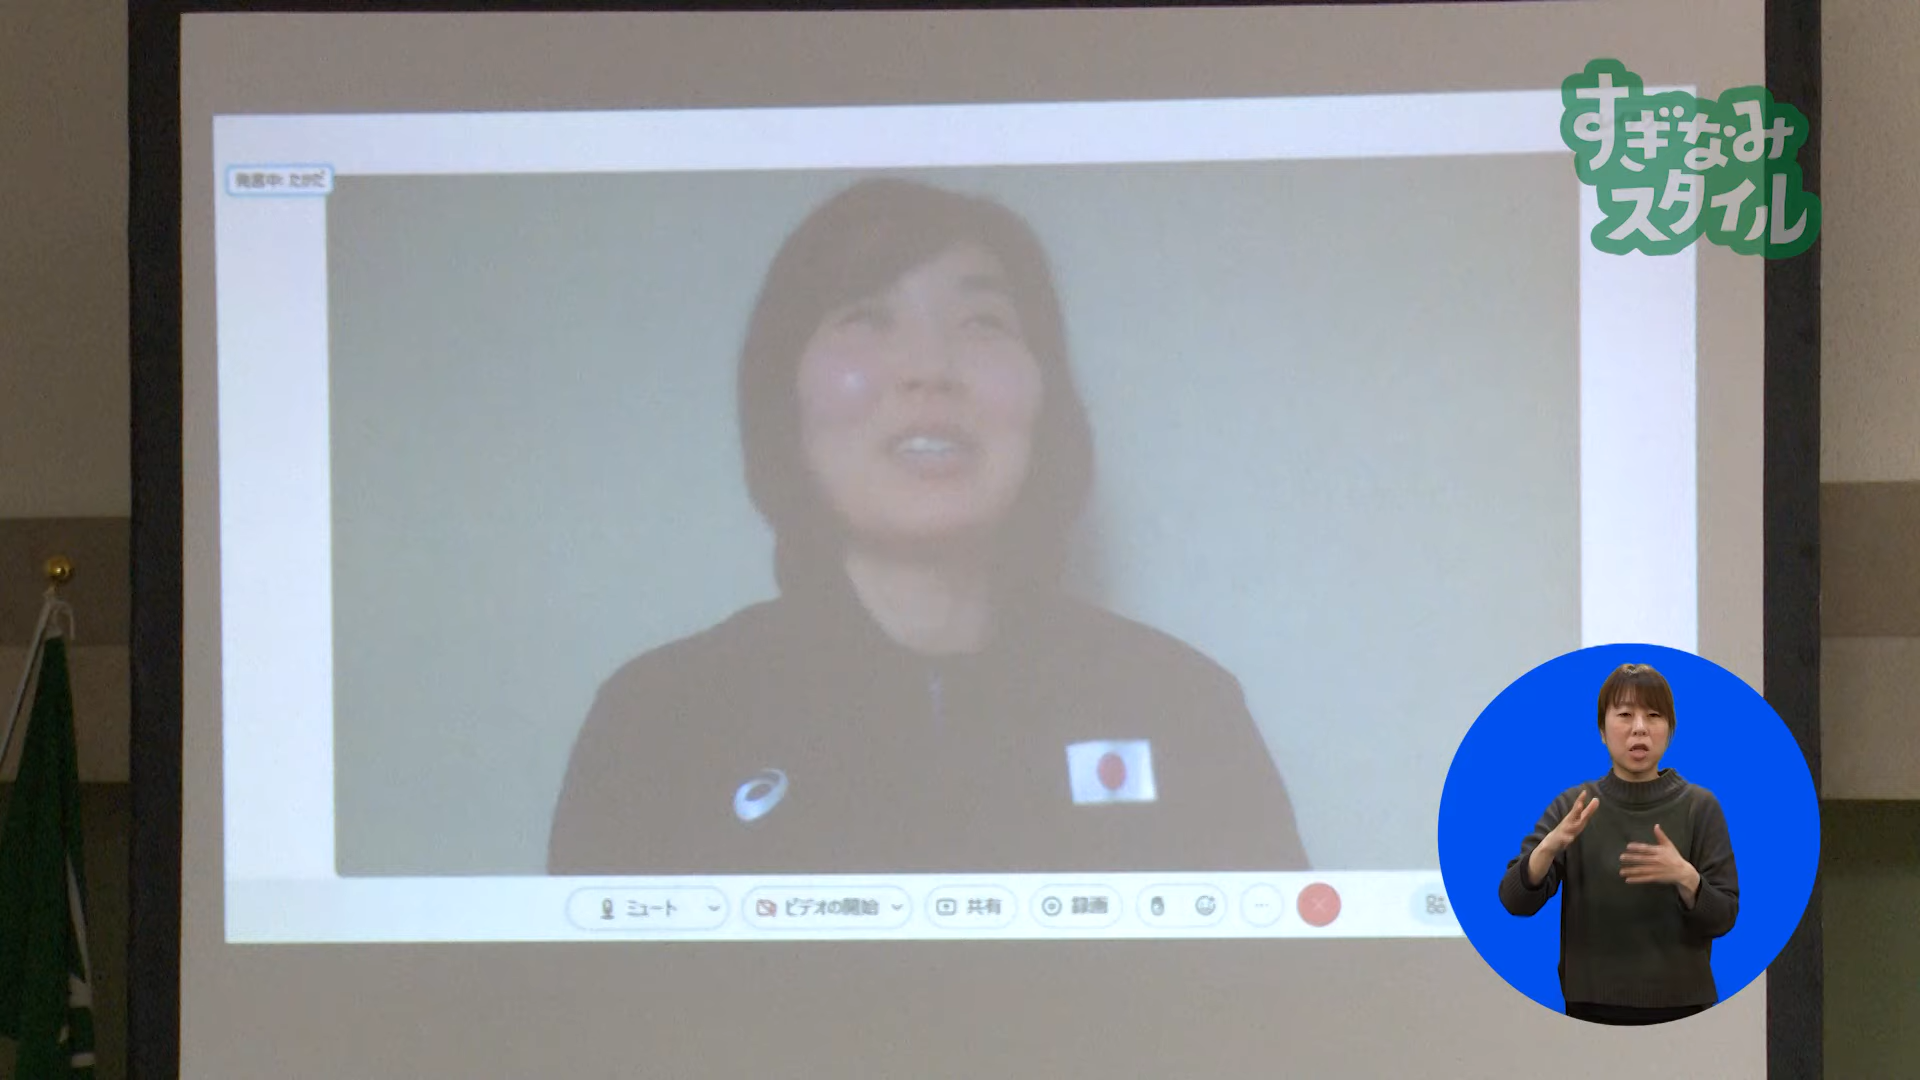 すぎなみ
スタイル
発言中: たかだ
ミュート
ビデオの開始
共有
録画